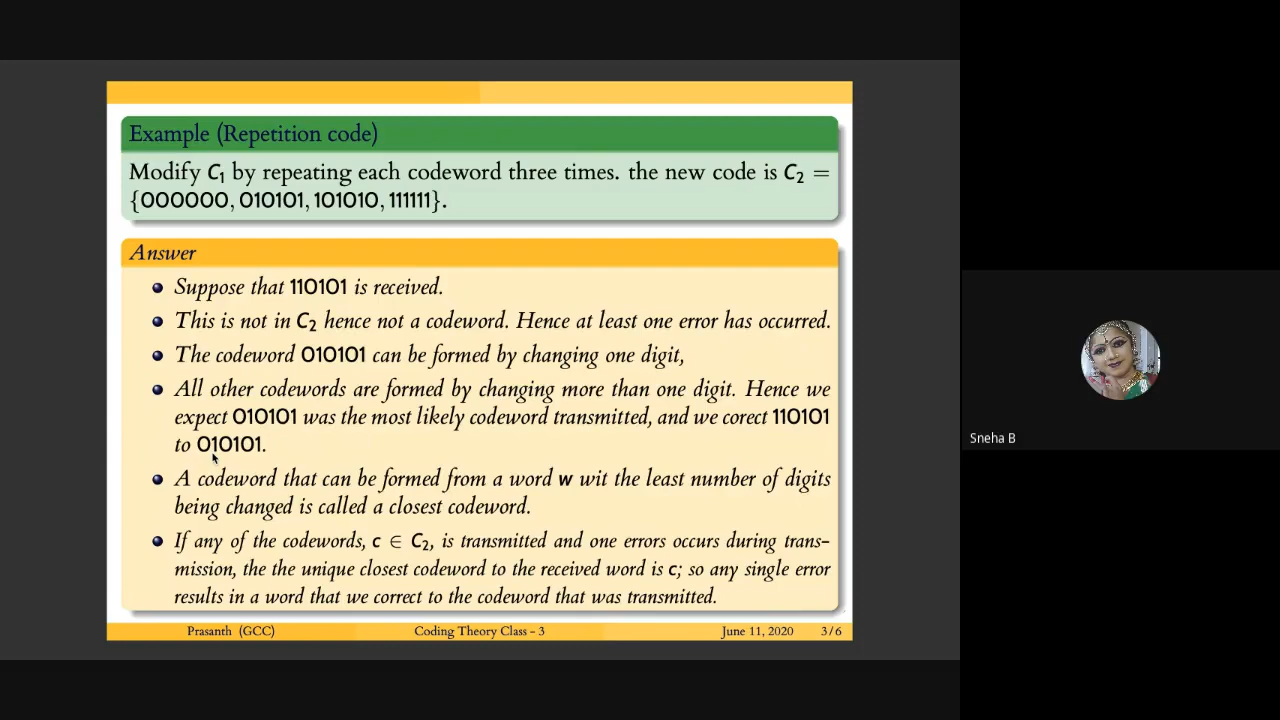 Example (Repetition code)
Modify C₁ by repeating each codeword three times. the new code is C₂ =
{000000, 010101, 101010, 111111}.
Answer
Suppose that 110101 is received.
This is not in C₂ hence not a codeword. Hence at least one error has occurred.
The codeword 010101 can be formed by changing one digit,
All other codewords are formed by changing more than one digit. Hence we
expect 010101 was the most likely codeword transmitted, and we corect 110101
to 010101.
A codeword that can be formed from a word w wit the least number of digits
being changed is called a closest codeword.
If any of the codewords, c ∈ C₂, is transmitted and one errors occurs during trans-
mission, the the unique closest codeword to the received word is c; so any single error
results in a word that we correct to the codeword that was transmitted.
Prasanth (GCC) Coding Theory Class - 3 June 11, 2020 3/6
Sneha B